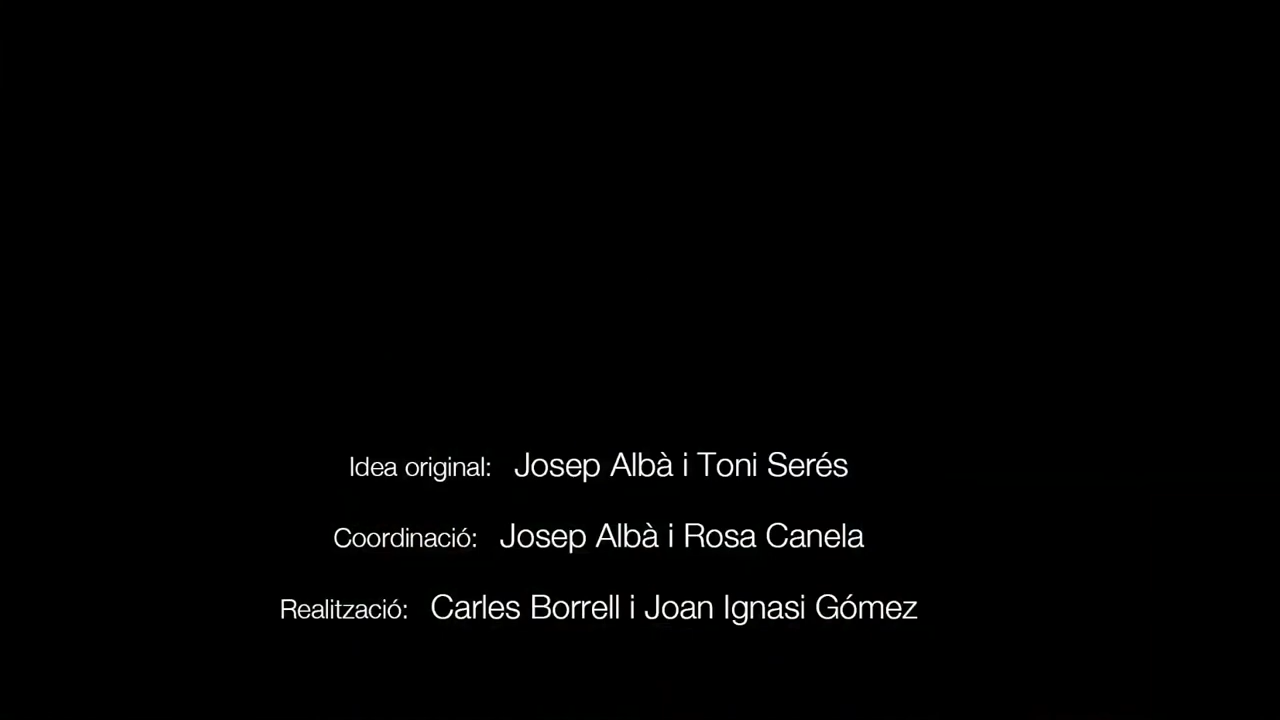 Idea original: Josep Albà i Toni Serés
Coordinació: Josep Albà i Rosa Canela
Realització: Carles Borrell i Joan Ignasi Gómez